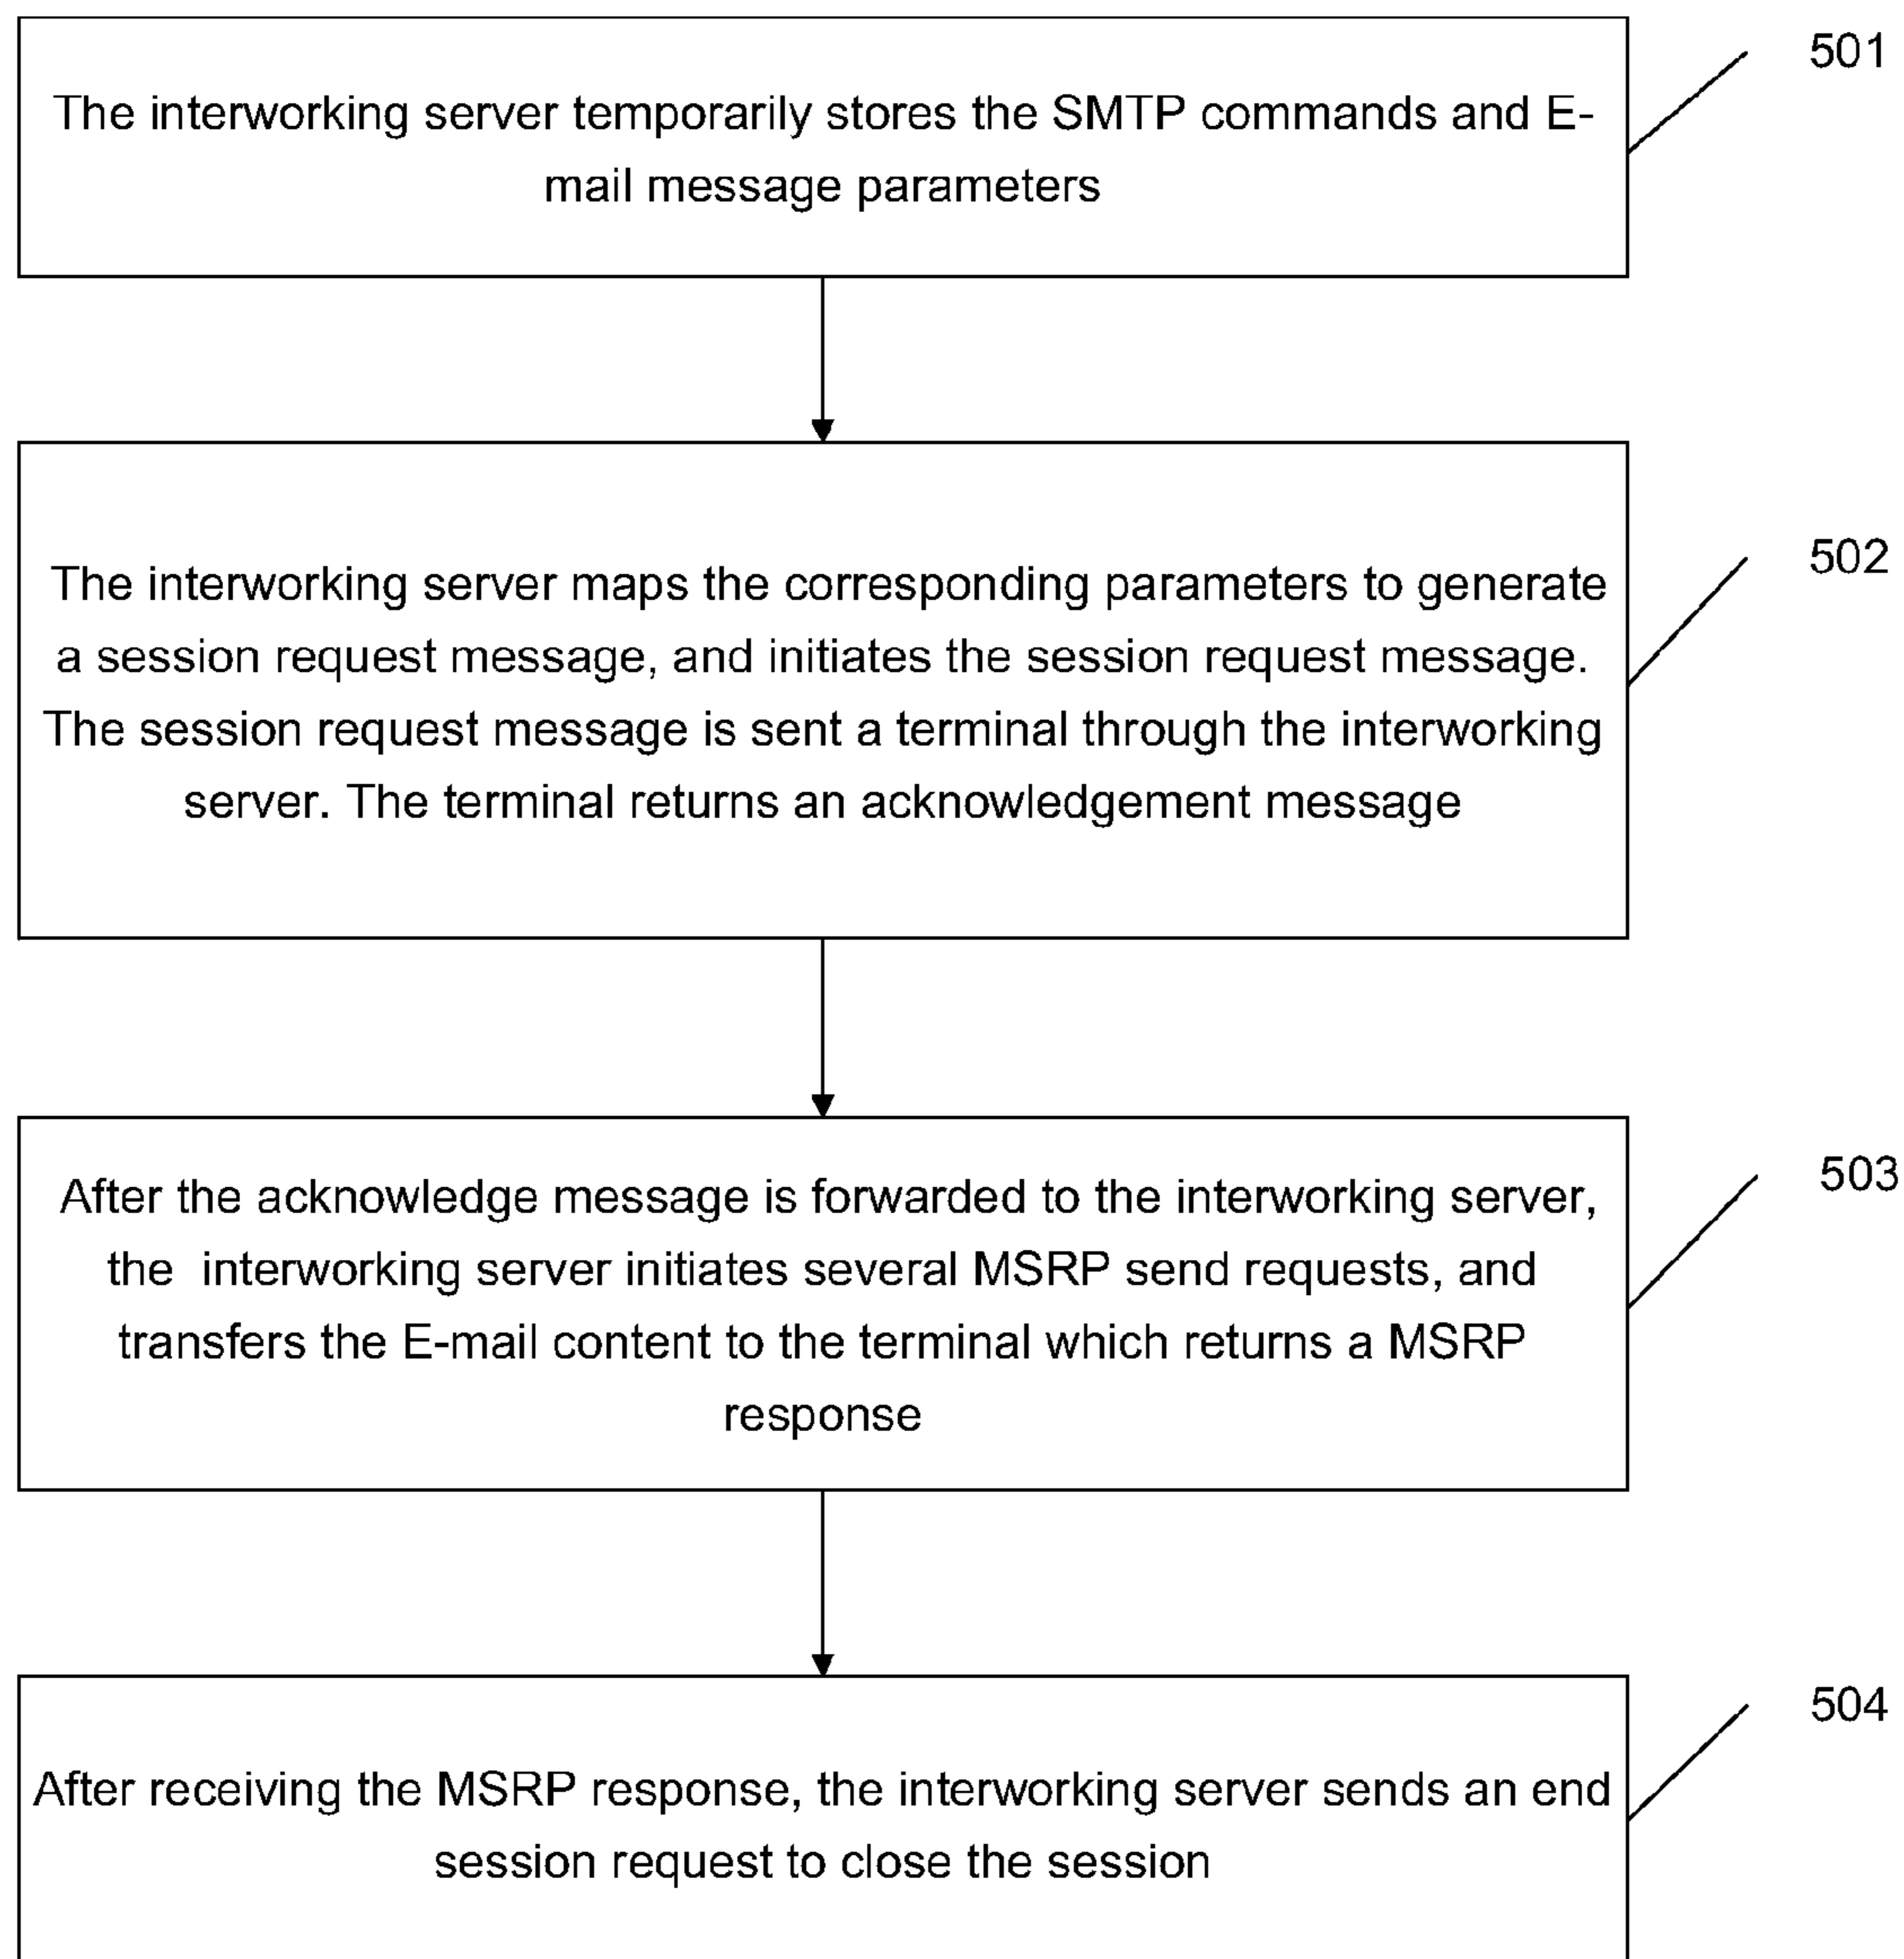 501
The interworking server temporarily stores the SMTP commands and E-
mail message parameters
502
The interworking server maps the corresponding parameters to generate
a session request message, and initiates the session request message.
The session request message is sent a terminal through the interworking
server. The terminal returns an acknowledgement message
503
After the acknowledge message is forwarded to the interworking server,
the interworking server initiates several MSRP send requests, and
transfers the E-mail content to the terminal which returns a MSRP
response
504
After receiving the MSRP response, the interworking server sends an end
session request to close the session